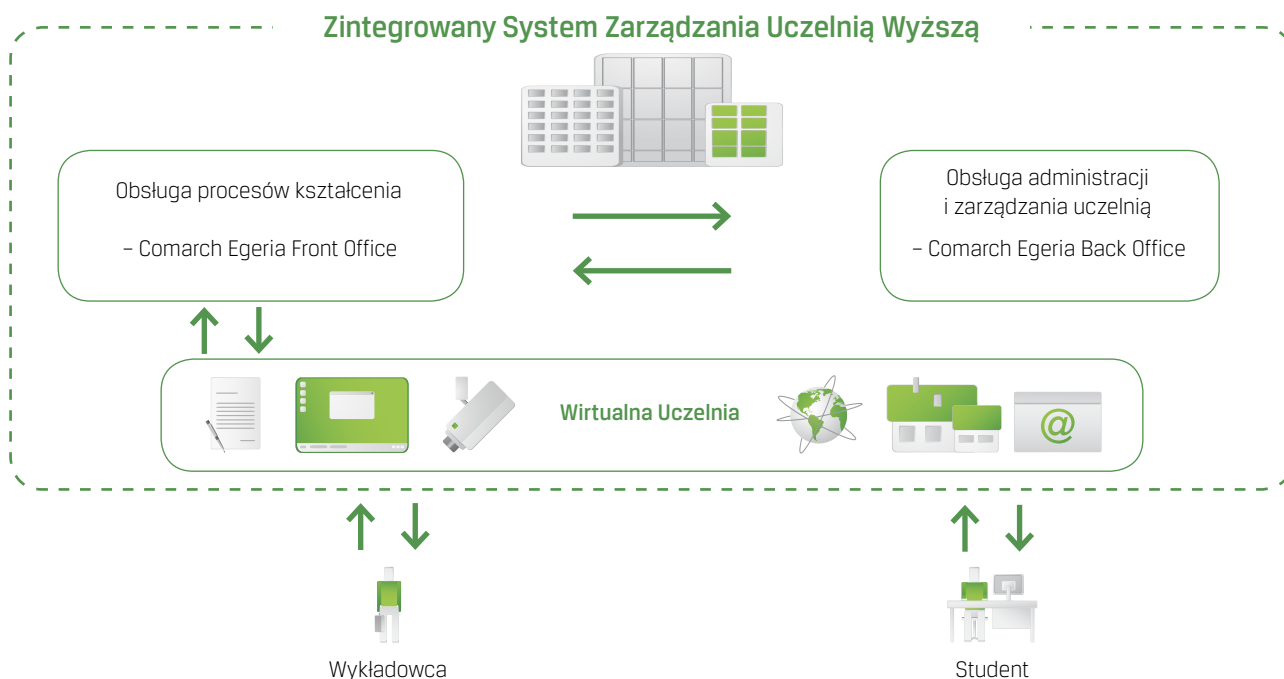 Zintegrowany System Zarządzania Uczelnią Wyższą
Obsługa procesów kształcenia
– Comarch Egeria Front Office
Obsługa administracji
i zarządzania uczelnią
– Comarch Egeria Back Office
Wirtualna Uczelnia
@
Wykładowca
Student